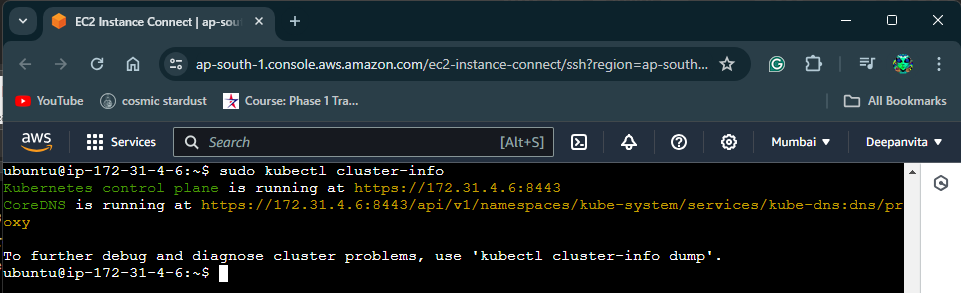 EC2 Instance Connect | ap-sou
ap-south-1.console.aws.amazon.com/ec2-instance-connect/ssh?region=ap-south...
YouTube cosmic stardust Course: Phase 1 Tra... All Bookmarks
aws Services Search [Alt+S] Mumbai Deepanvita
ubuntu@ip-172-31-4-6:~$ sudo kubectl cluster-info
Kubernetes control plane is running at https://172.31.4.6:8443
CoreDNS is running at https://172.31.4.6:8443/api/v1/namespaces/kube-system/services/kube-dns:dns/pr
oxy
To further debug and diagnose cluster problems, use 'kubectl cluster-info dump'.
ubuntu@ip-172-31-4-6:~$